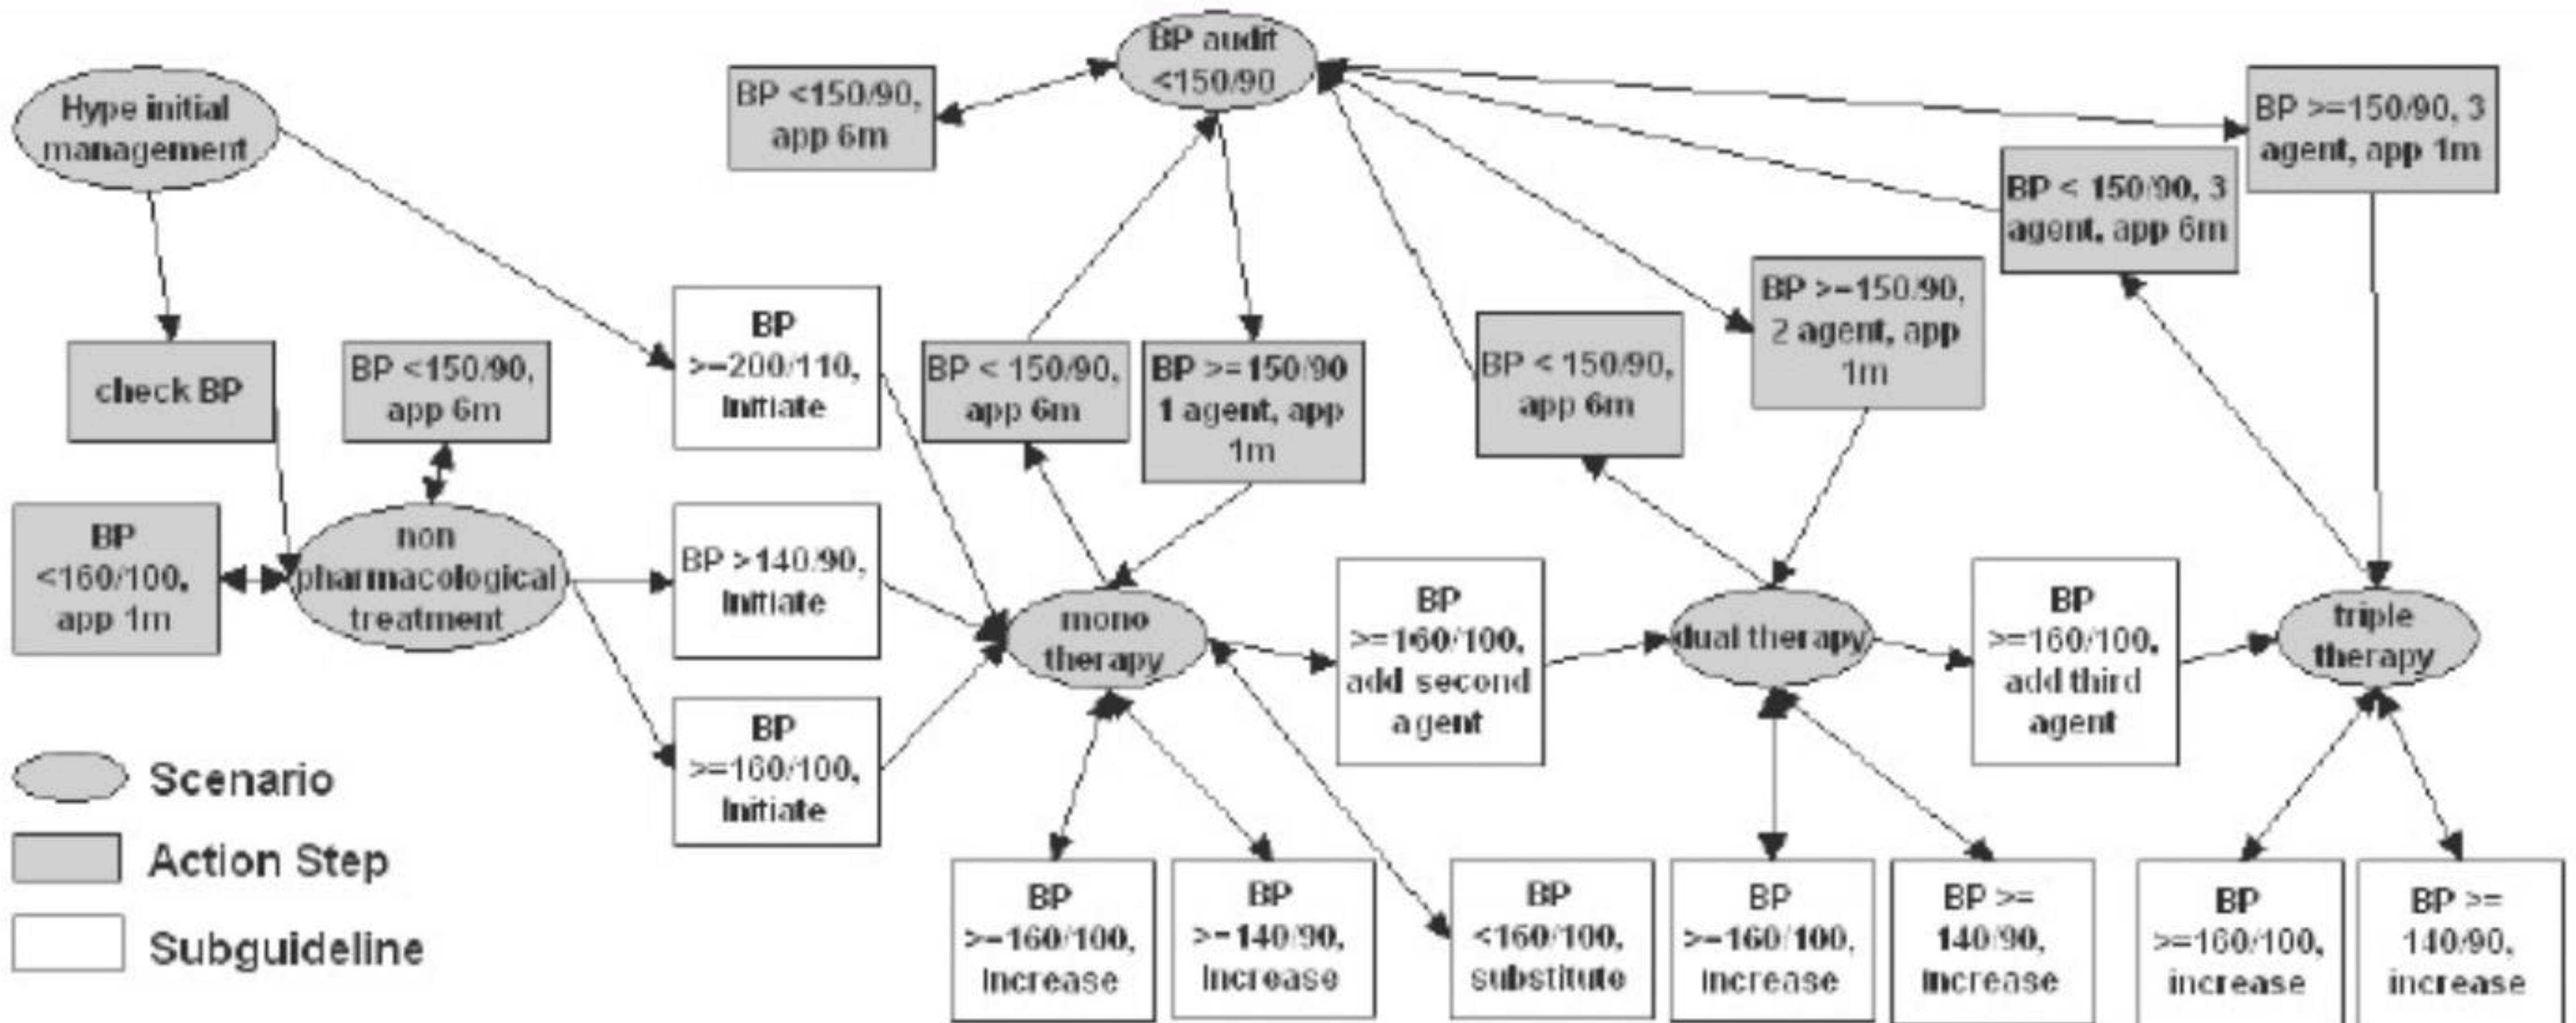 BP audit
<150/90
Hype initial
management
BP <150/90,
app 6m
BP >=150/90, 3
agent, app 1m
BP < 150/90, 3
agent, app 6m
BP
>=200/110,
Initiate
BP >=150/90,
2 agent, app
1m
check BP
BP <150/90,
app 6m
BP < 150/90,
app 6m
BP >=150/90
1 agent, app
1m
BP < 150/90,
app 6m
BP
<160/100,
app 1m
non
pharmacological
treatment
BP >140/90,
Initiate
mono
therapy
BP
>=160/100,
add second
agent
dual therapy
BP
>=160/100,
add third
agent
triple
therapy
BP
>=160/100,
Initiate
Scenario
Action Step
Subguideline
BP
>=160/100,
Increase
BP
>=140/90,
Increase
BP
<160/100,
substitute
BP
>=160/100,
Increase
BP >=
140/90,
Increase
BP
>=160/100,
increase
BP >=
140/90,
increase